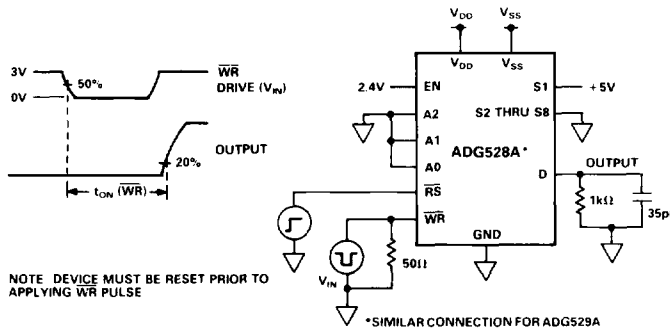 3V
0V
50%
WR
DRIVE (VIN)
20%
OUTPUT
tON (WR)
NOTE DEVICE MUST BE RESET PRIOR TO
APPLYING WR PULSE
VDD VSS
VDD VSS
2.4V EN S1 +5V
A2 S2 THRU S8
A1
ADG528A*
A0
OUTPUT
D
RS
1kΩ 35p
WR
GND
50Ω
VIN
*SIMILAR CONNECTION FOR ADG529A